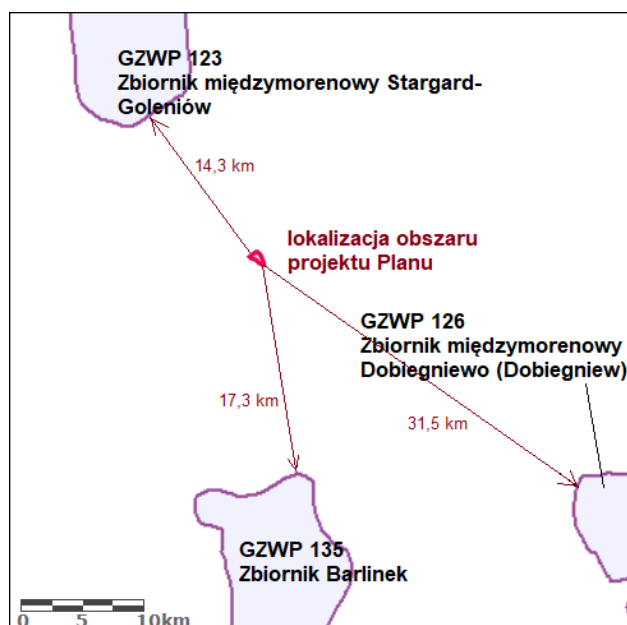 GZWP 123
Zbiornik międzymorenowy Stargard-
Goleniów
14,3 km
lokalizacja obszaru
projektu Planu
GZWP 126
Zbiornik międzymorenowy
Dobiegniewo (Dobiegniew)
17,3 km
31,5 km
GZWP 135
Zbiornik Barlinek
0 5 10km